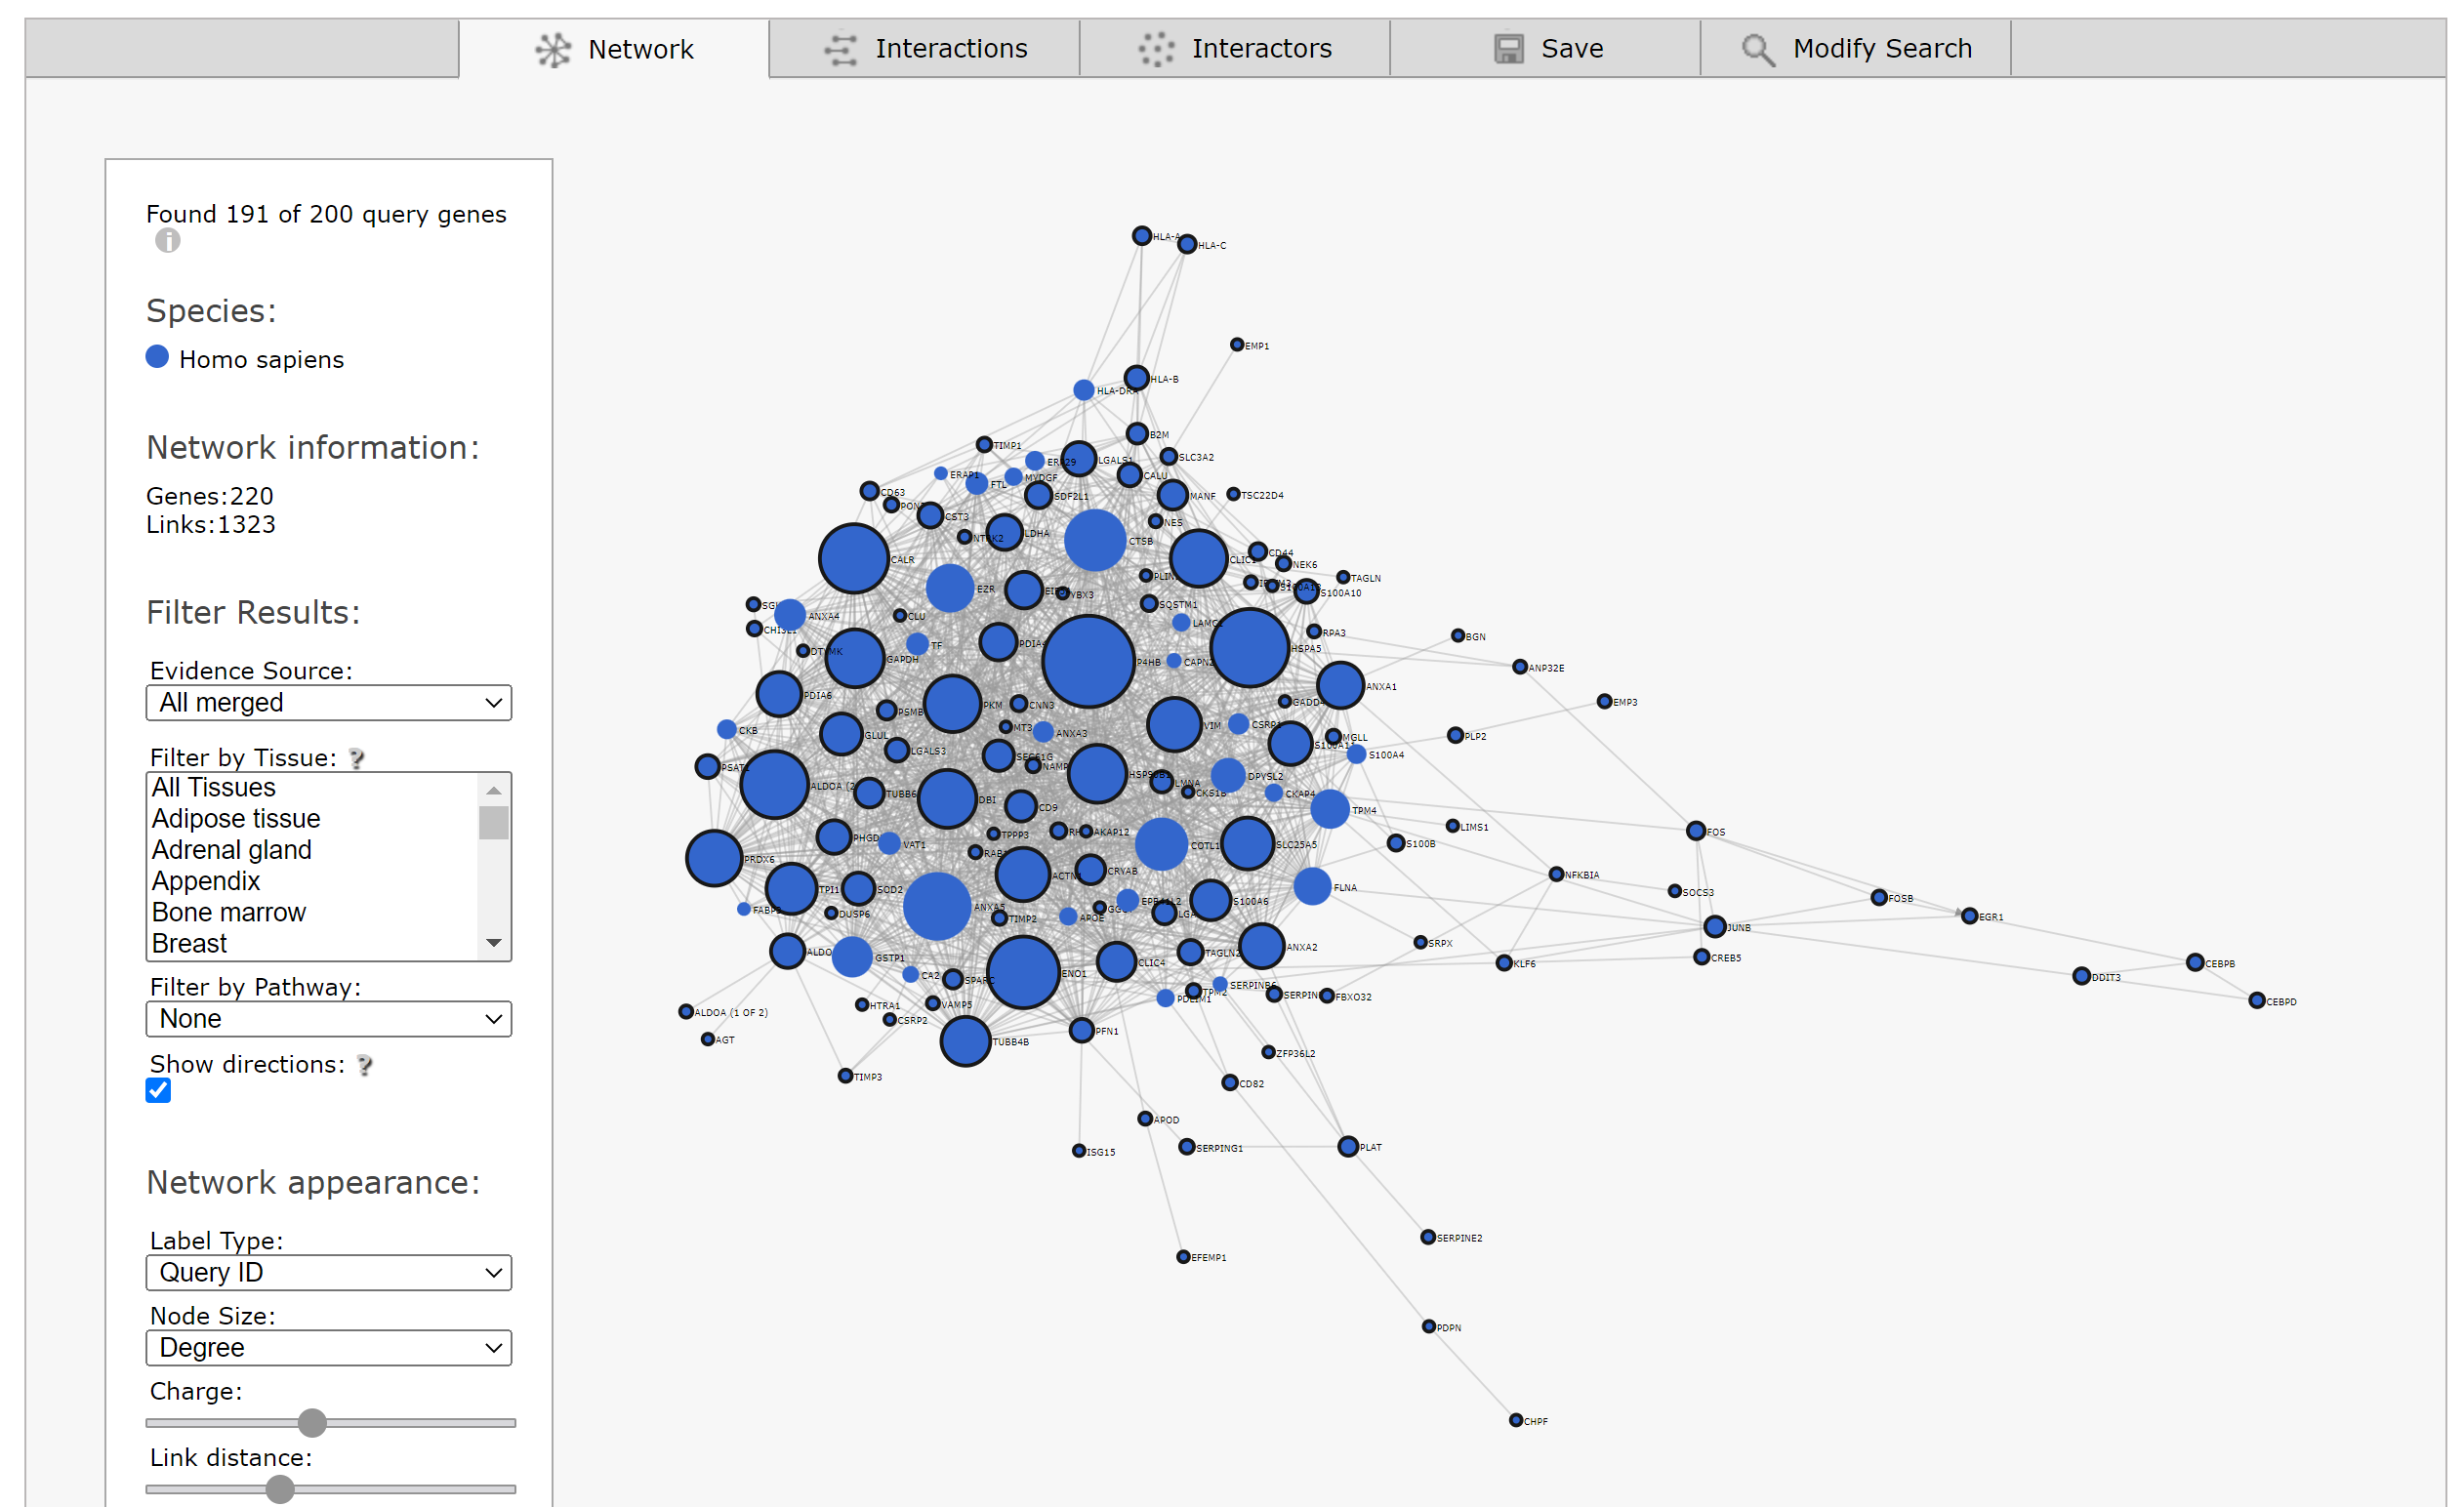 Network
Interactions
Interactors
Save
Modify Search
Found 191 of 200 query genes
Species:
Homo sapiens
Network information:
Genes:220
Links:1323
Filter Results:
Evidence Source:
All merged
Filter by Tissue:
All Tissues
Adipose tissue
Adrenal gland
Appendix
Bone marrow
Breast
Filter by Pathway:
None
Show directions:
Network appearance:
Label Type:
Query ID
Node Size:
Degree
Charge:
Link distance:
HLA-A
HLA-C
EMP1
HLA-B
HLA-DRA
B2M
TIMP1
SLC3A2
LGALS1
ERP29
ERAP1
MYDGF
FTL
CALU
CD63
SDF2L1
MANF
TSC22D4
CST3
NES
NTRK2
LDHA
CTSB
CALR
CLIC1
CD44
NEK6
TAGLN
EZR
S100A10
SQSTM1
ANXA4
CLU
LAMC1
RPA3
BGN
CHI3L1
TF
PDIA4
HSPA5
DTYMK
GAPDH
P4HB
CAPN2
ANP32E
ANXA1
PDIA6
EMP3
PKM
CNN3
PSMB
MT3
ANXA3
VIM
CSRP1
CKB
GLUL
LGALS3
MGLL
PLP2
S100A4
SEC61G
PSAT1
DPYSL2
LMNA
CKS1B
CKAP4
TUBB6
DBI
CD9
TPM4
LIMS1
FOS
TPPP3
AKAP12
PHGD
VAT1
COTL1
SLC25A5
S100B
PRDX6
CRYAB
ACTN
NFKBIA
TPI1
SOD2
FLNA
SOCS3
FOSB
S100A6
ANXA5
DUSP6
TIMP2
APOE
EGR1
JUNB
ANXA2
SRPX
ALDO
GSTP1
TAGLN2
CREB5
KLF6
CLIC4
ENO1
CA2
SPARC
CEBPB
DDIT3
SERPIN
FBXO32
CEBPD
HTRA1
VAMP5
PDLIM1
TPM2
ALDOA (1 OF 2)
CSRP2
PFN1
AGT
TUBB4B
ZFP36L2
TIMP3
CD82
APOD
ISG15
SERPING1
PLAT
SERPINE2
EFEMP1
PDPN
CHPF